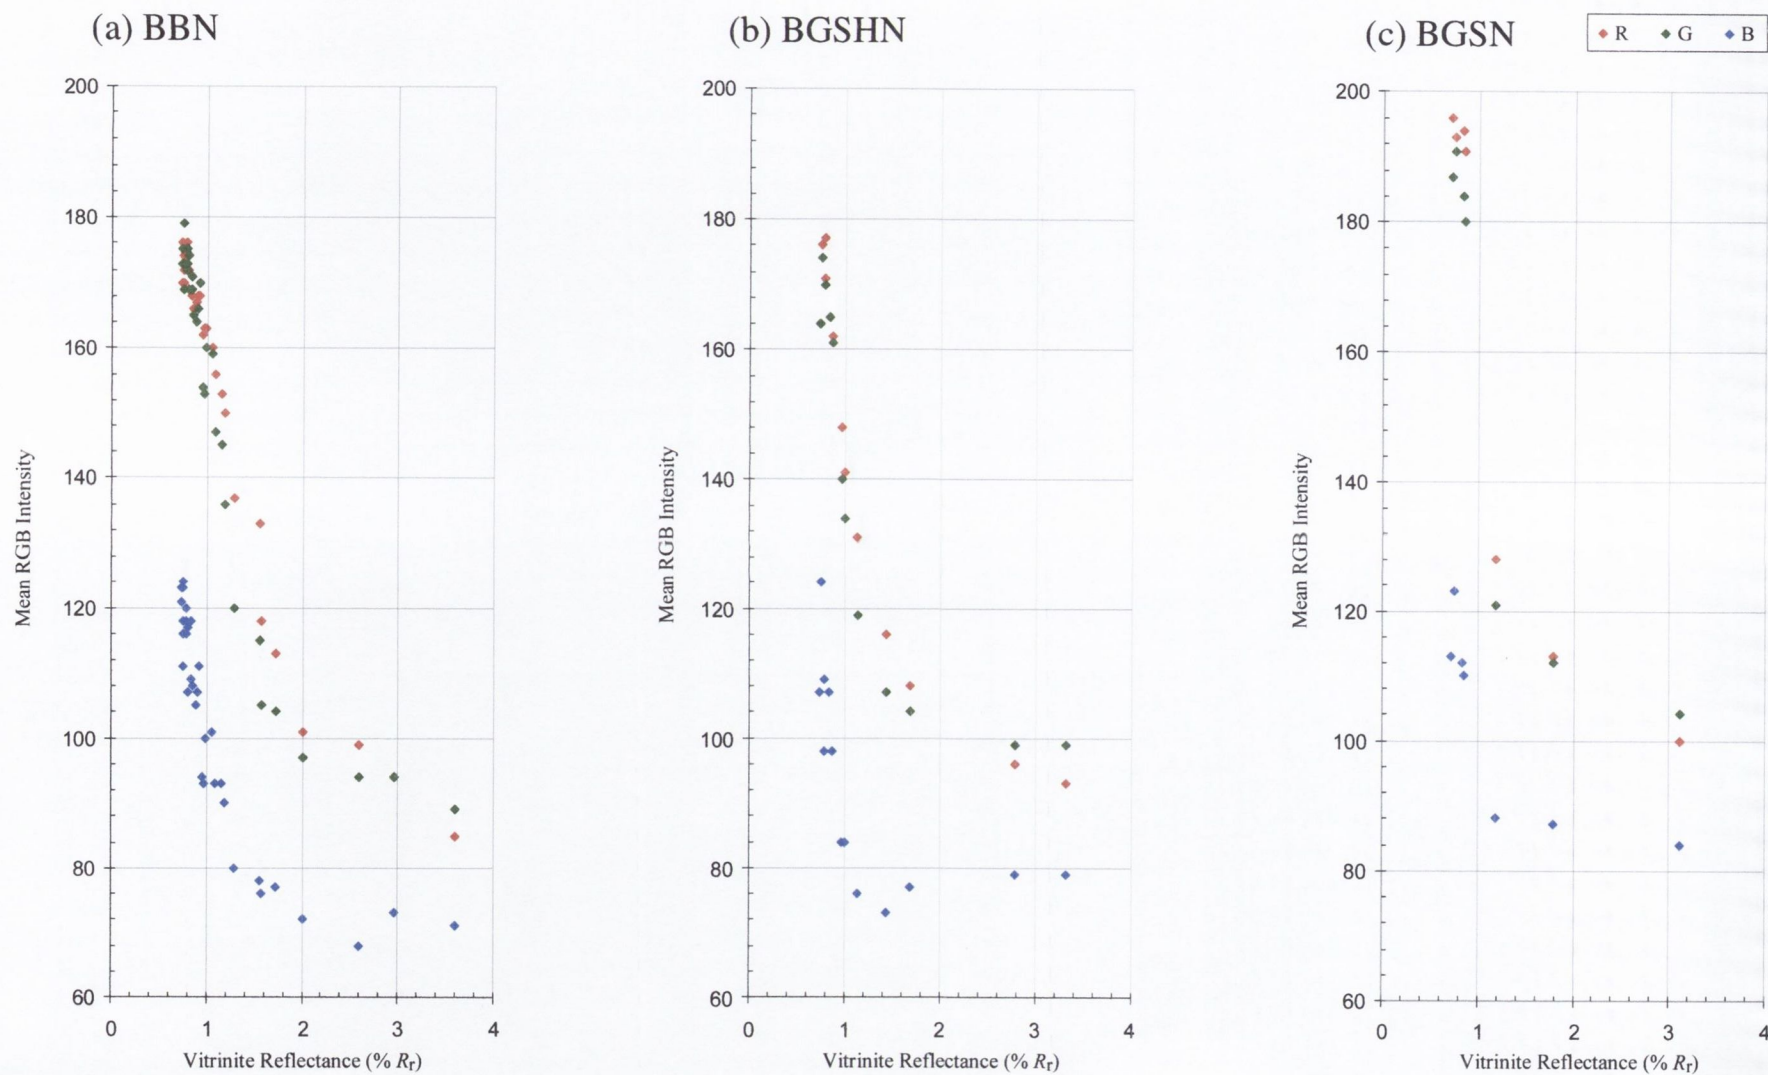 (a) BBN
(b) BGSHN
(c) BGSN
R G B
200
180
160
140
120
100
80
60
0 1 2 3 4
Mean RGB Intensity
Vitrinite Reflectance (% Rr)
200
180
160
140
120
100
80
60
0 1 2 3 4
Mean RGB Intensity
Vitrinite Reflectance (% Rr)
200
180
160
140
120
100
80
60
0 1 2 3 4
Mean RGB Intensity
Vitrinite Reflectance (% Rr)